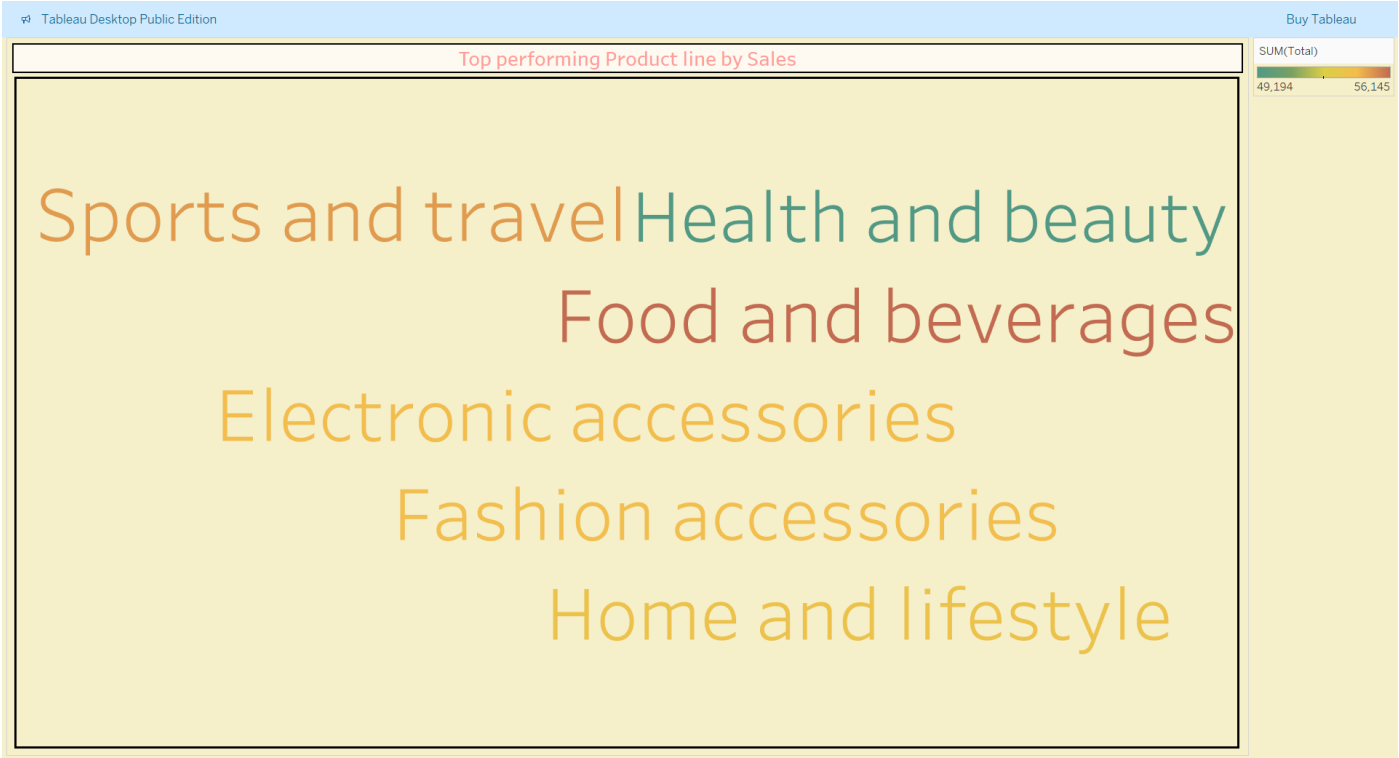 Tableau Desktop Public Edition
Buy Tableau
Top performing Product line by Sales
SUM(Total)
49,194 56,145
Sports and travel Health and beauty
Food and beverages
Electronic accessories
Fashion accessories
Home and lifestyle